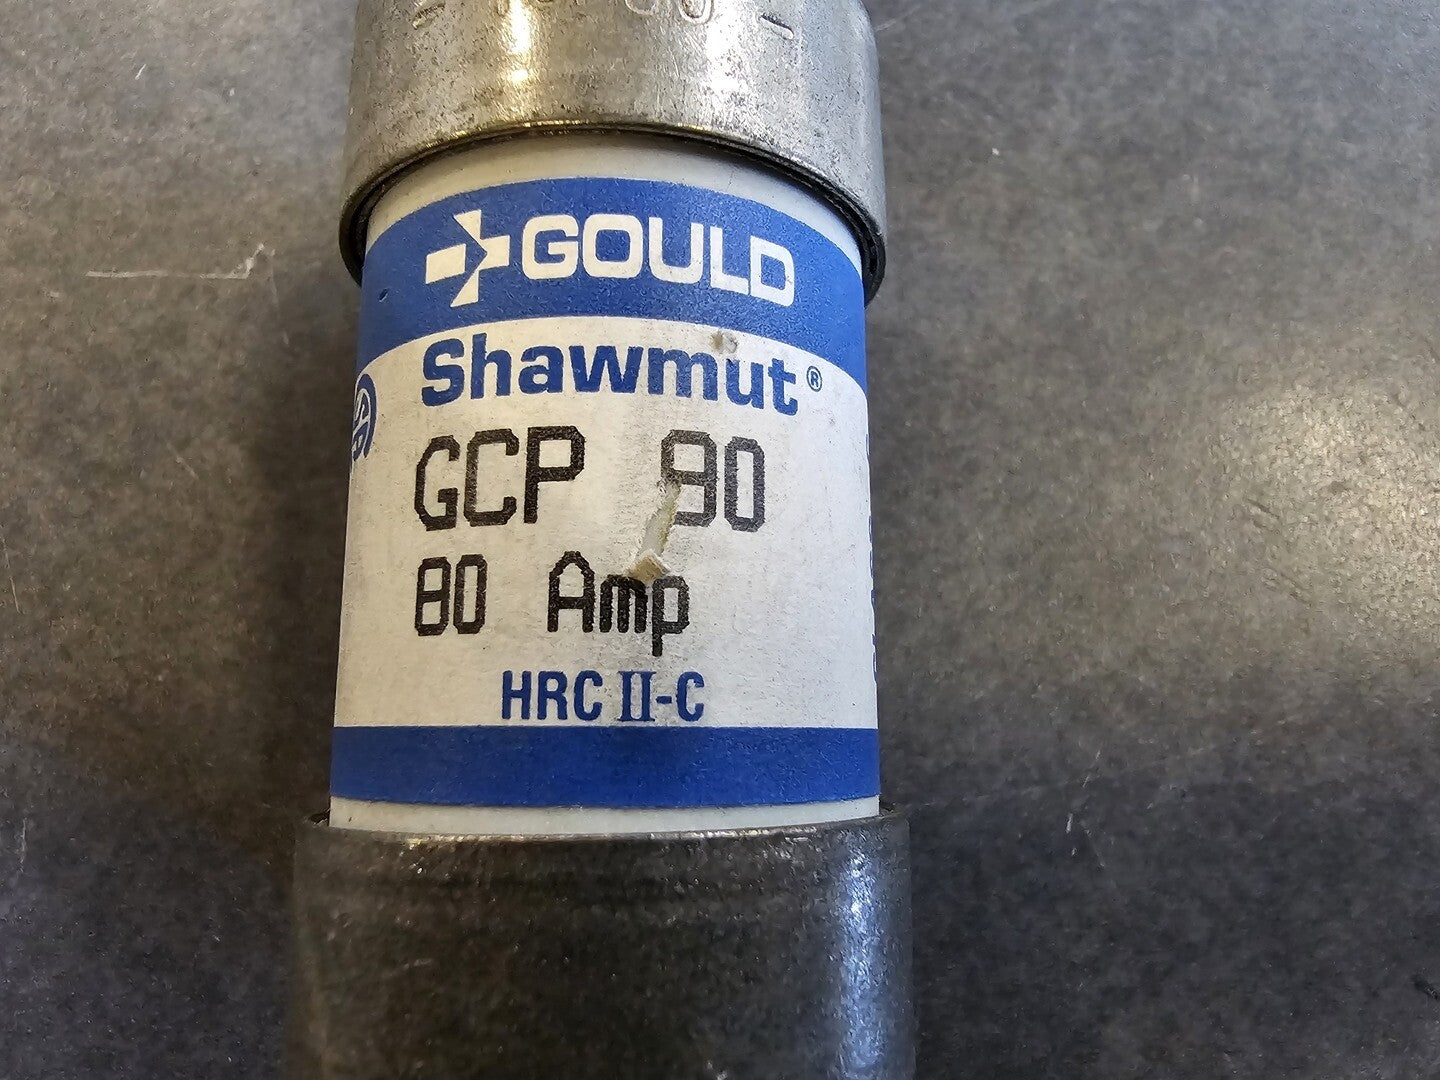 GOULD
Shawmut®
GCP 80
80 Amp
HRC II-C